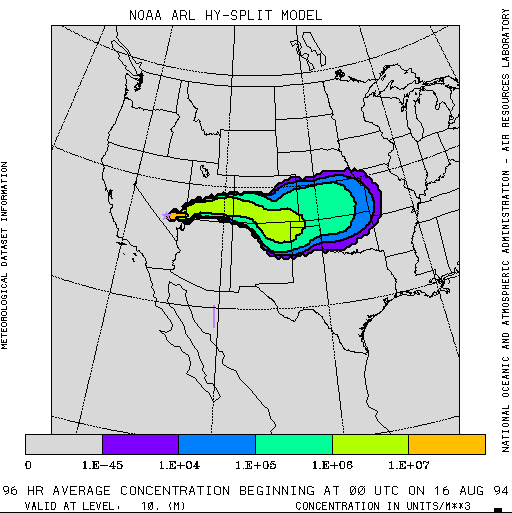 NOAA ARL HY-SPLIT MODEL
METEOROLOGICAL DATASET INFORMATION
NATIONAL OCEANIC AND ATMOSPHERIC ADMINISTRATION - AIR RESOURCES LABORATORY
0 1.E-45 1.E+04 1.E+05 1.E+06 1.E+07
96 HR AVERAGE CONCENTRATION BEGINNING AT 00 UTC ON 16 AUG 94
VALID AT LEVEL, 10. (M) CONCENTRATION IN UNITS/M**3